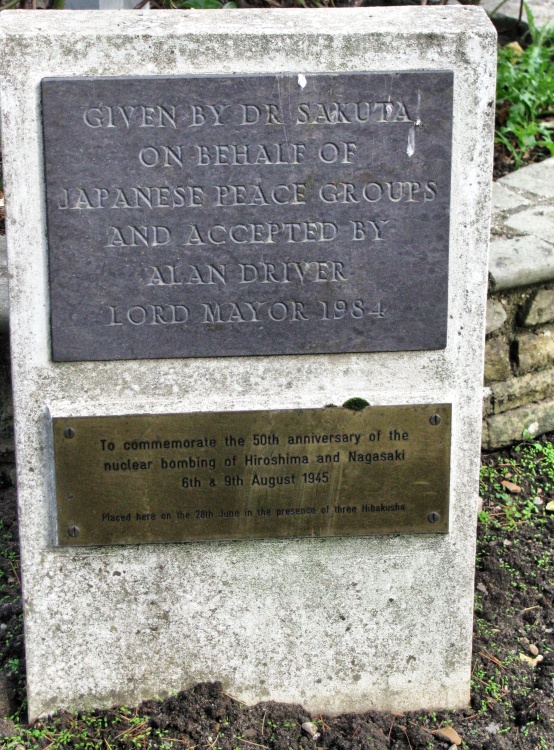 GIVEN BY DR SAKUTA
ON BEHALF OF
JAPANESE PEACE GROUPS
AND ACCEPTED BY
ALAN DRIVER
LORD MAYOR 1984
To commemorate the 50th anniversary of the
nuclear bombing of Hiroshima and Nagasaki
6th & 9th August 1945
Placed here on the 28th June in the presence of three Hibakusha